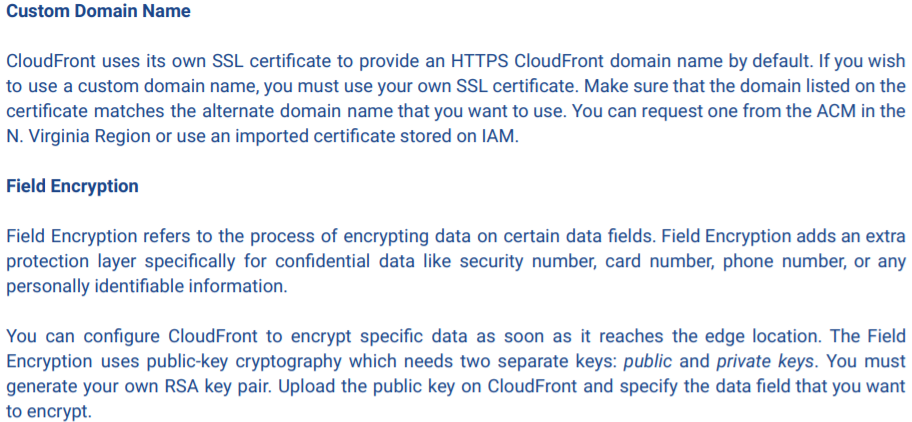 Custom Domain Name
CloudFront uses its own SSL certificate to provide an HTTPS CloudFront domain name by default. If you wish
to use a custom domain name, you must use your own SSL certificate. Make sure that the domain listed on the
certificate matches the alternate domain name that you want to use. You can request one from the ACM in the
N. Virginia Region or use an imported certificate stored on IAM.
Field Encryption
Field Encryption refers to the process of encrypting data on certain data fields. Field Encryption adds an extra
protection layer specifically for confidential data like security number, card number, phone number, or any
personally identifiable information.
You can configure CloudFront to encrypt specific data as soon as it reaches the edge location. The Field
Encryption uses public-key cryptography which needs two separate keys: public and private keys. You must
generate your own RSA key pair. Upload the public key on CloudFront and specify the data field that you want
to encrypt.